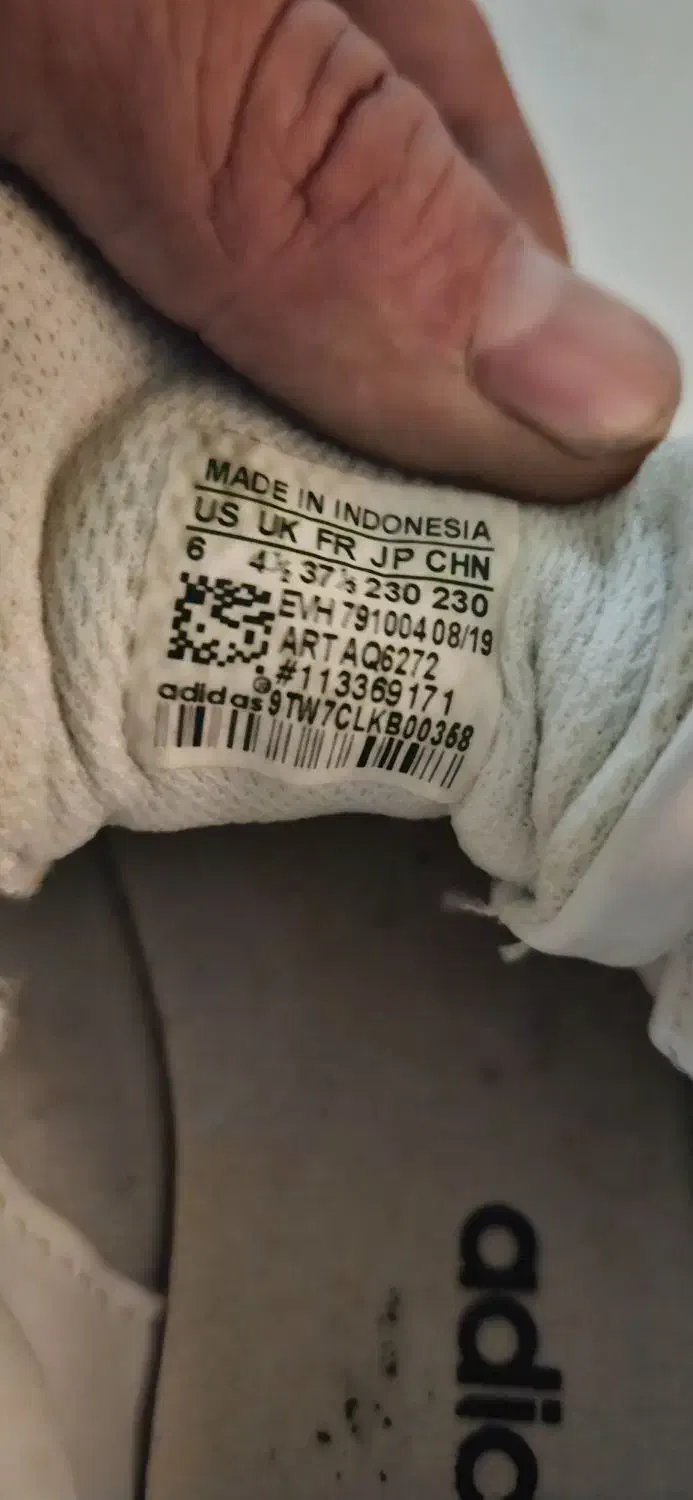 MADE IN INDONESIA
US UK FR JP CHN
6 4½ 37⅓ 230 230
EVH 791004 08/19
ART AQ6272
#113369171
adidas 9TW7CLKB00368
adid